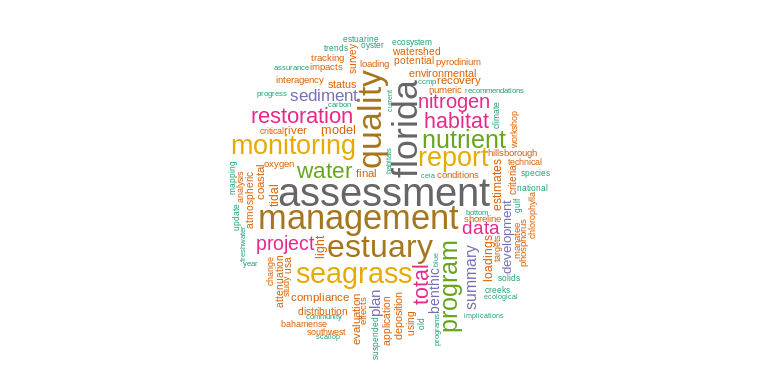 estuarine
trends
oyster
ecosystem
watershed
tracking
survey
potential
pyrodinium
assurance
impacts
loading
environmental
interagency
status
ccmp
recovery
progress
sediment
quality
current
florida
numeric
recommendations
carbon
nitrogen
climate
restoration
habitat
workshop
critical
river
model
monitoring
nutrient
report
hillsborough
mapping
analysis
atmospheric
coastal
oxygen
water
final
habitats
ceia
conditions
estimates
criteria
technical
species
tidal
assessment
national
update
management
bottom
shoreline
data
development
gulf
manatee
phosphorus
chlorophylla
freshwater
year
project
light
estuary
targets
change
attenuation
study
usa
seagrass
total
benthic
blue
program
summary
loadings
solids
creeks
ecological
compliance
plan
distribution
community
bahamense
southwest
scallop
evaluation
effects
suspended
application
deposition
using
old
programs
implications